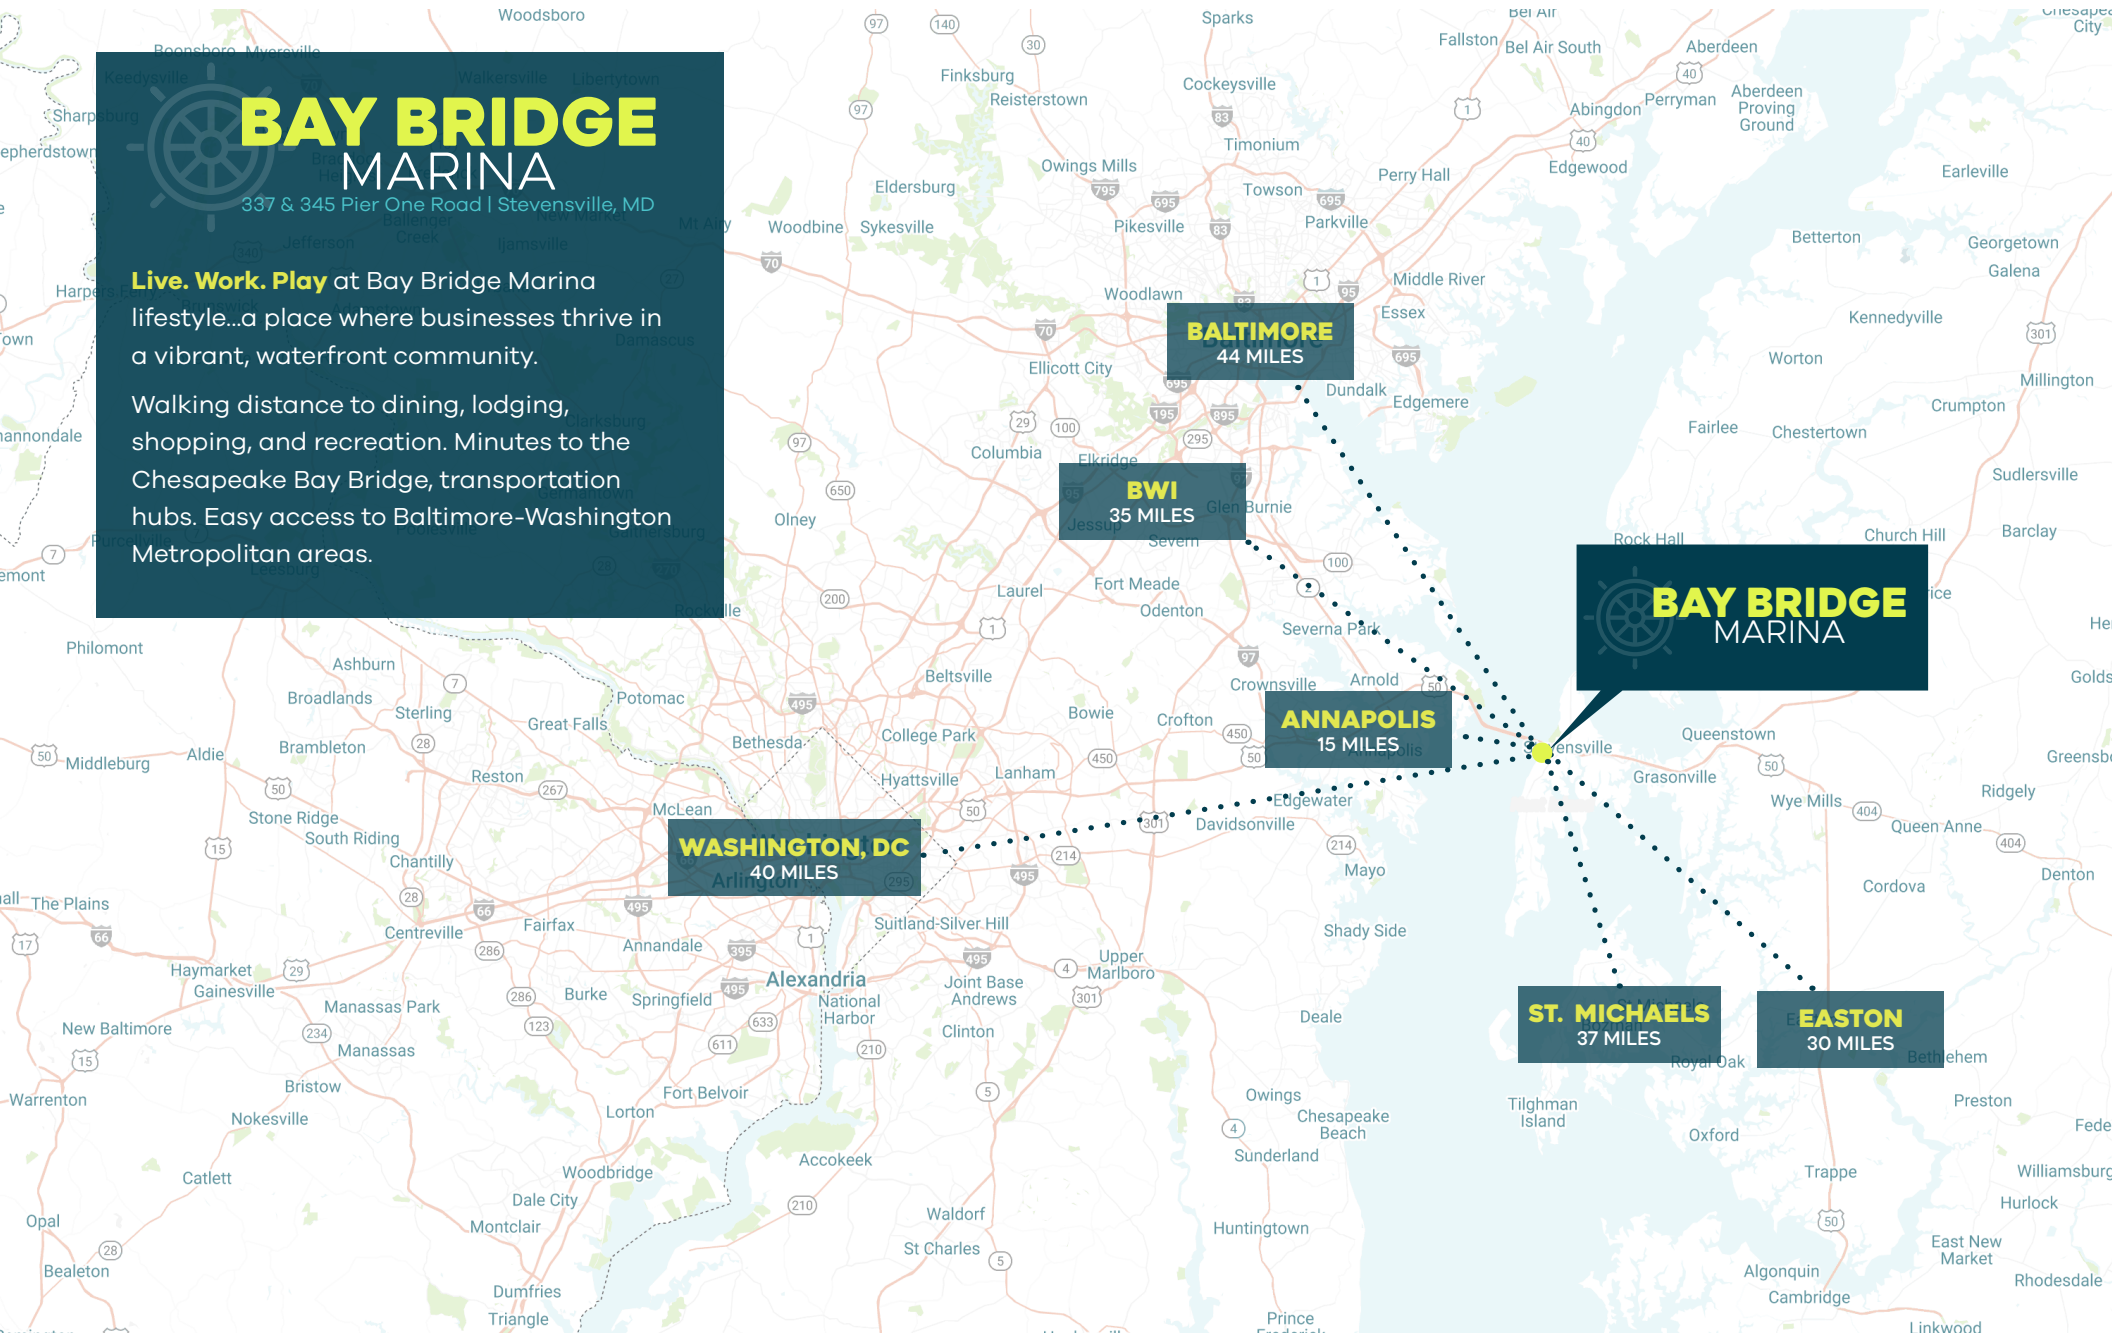 BAY BRIDGE
MARINA
337 & 345 Pier One Road | Stevensville, MD
Live. Work. Play at Bay Bridge Marina
lifestyle...a place where businesses thrive in
a vibrant, waterfront community.
Walking distance to dining, lodging,
shopping, and recreation. Minutes to the
Chesapeake Bay Bridge, transportation
hubs. Easy access to Baltimore-Washington
Metropolitan areas.
BALTIMORE
44 MILES
BWI
35 MILES
ANNAPOLIS
15 MILES
WASHINGTON, DC
40 MILES
BAY BRIDGE
MARINA
ST. MICHAELS
37 MILES
EASTON
30 MILES
Woodsboro
Sparks
Fallston
Bel Air South
Aberdeen
Finksburg
Reisterstown
Cockeysville
Abingdon
Perryman
Aberdeen
Proving
Ground
Timonium
Owings Mills
Edgewood
Perry Hall
Earleville
Eldersburg
Towson
Woodbine
Sykesville
Pikesville
Parkville
Betterton
Georgetown
Galena
Middle River
Woodlawn
Essex
Kennedyville
Worton
Ellicott City
Dundalk
Edgemere
Millington
Crumpton
Fairlee
Chestertown
Columbia
Elkridge
Sudlersville
Olney
Glen Burnie
Jessup
Severn
Rock Hall
Church Hill
Barclay
Laurel
Fort Meade
Odenton
Severna Park
Rockville
Philomont
Ashburn
Beltsville
Crownsville
Arnold
Broadlands
Sterling
Potomac
Great Falls
Bowie
Crofton
Queenstown
Aldie
Brambleton
Bethesda
College Park
Middleburg
Reston
Hyattsville
Lanham
Grasonville
McLean
Edgewater
Wye Mills
Ridgely
Stone Ridge
South Riding
Davidsonville
Queen Anne
Chantilly
Arlington
Mayo
Cordova
Denton
The Plains
Centreville
Fairfax
Annandale
Suitland-Silver Hill
Shady Side
Haymarket
Gainesville
Alexandria
Upper
Marlboro
Joint Base
Andrews
Manassas Park
Burke
Springfield
National
Harbor
Clinton
Deale
New Baltimore
Manassas
Royal Oak
Bethlehem
Bristow
Fort Belvoir
Lorton
Owings
Chesapeake
Beach
Tilghman
Island
Preston
Warrenton
Nokesville
Oxford
Sunderland
Accokeek
Woodbridge
Trappe
Williamsburg
Catlett
Dale City
Hurlock
Opal
Montclair
Waldorf
Huntingtown
St Charles
East New
Market
Bealeton
Algonquin
Rhodesdale
Dumfries
Cambridge
Triangle
Prince
Linkwood